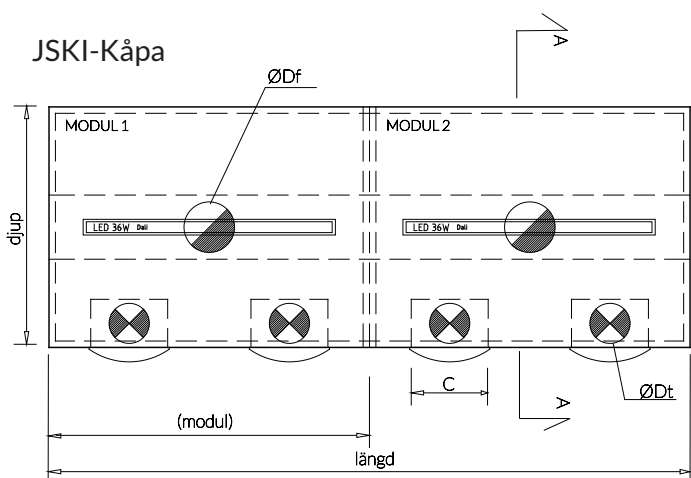 JSKI-Kåpa
A
ØDf
MODUL 1
MODUL 2
djup
LED 36W Dali
LED 36W Dali
C
A
ØDt
(modul)
längd